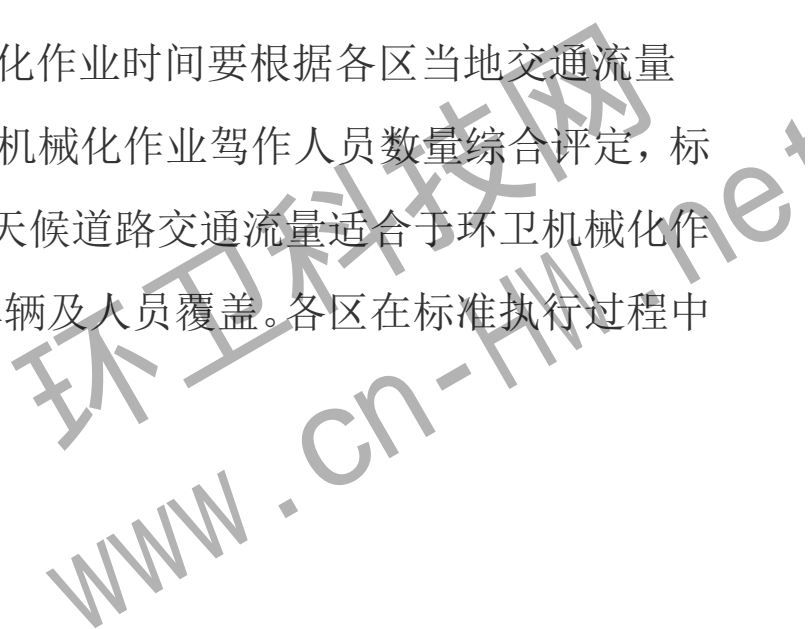 化作业时间要根据各区当地交通流量
机械化作业驾作人员数量综合评定，标
天候道路交通流量适合于环卫机械化作
辆及人员覆盖。各区在标准执行过程中
环卫科技网
www.cn-HW.net